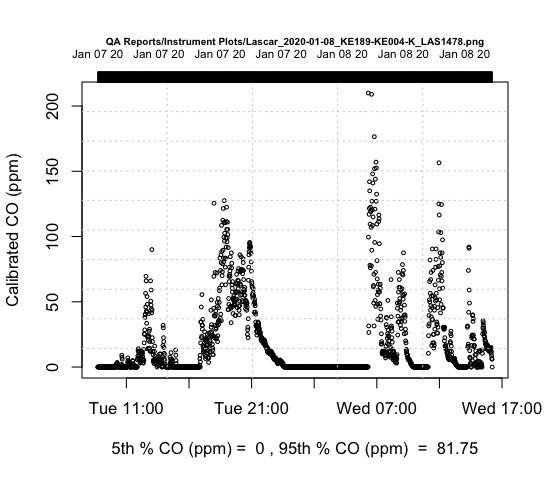 QA Reports/Instrument Plots/Lascar_2020-01-08_KE189-KE004-K_LAS1478.png
Jan 07 20 Jan 07 20 Jan 07 20 Jan 07 20 Jan 08 20 Jan 08 20 Jan 08 20
200
150
100
50
0
Calibrated CO (ppm)
Tue 11:00 Tue 21:00 Wed 07:00 Wed 17:00
5th % CO (ppm) = 0 , 95th % CO (ppm) = 81.75